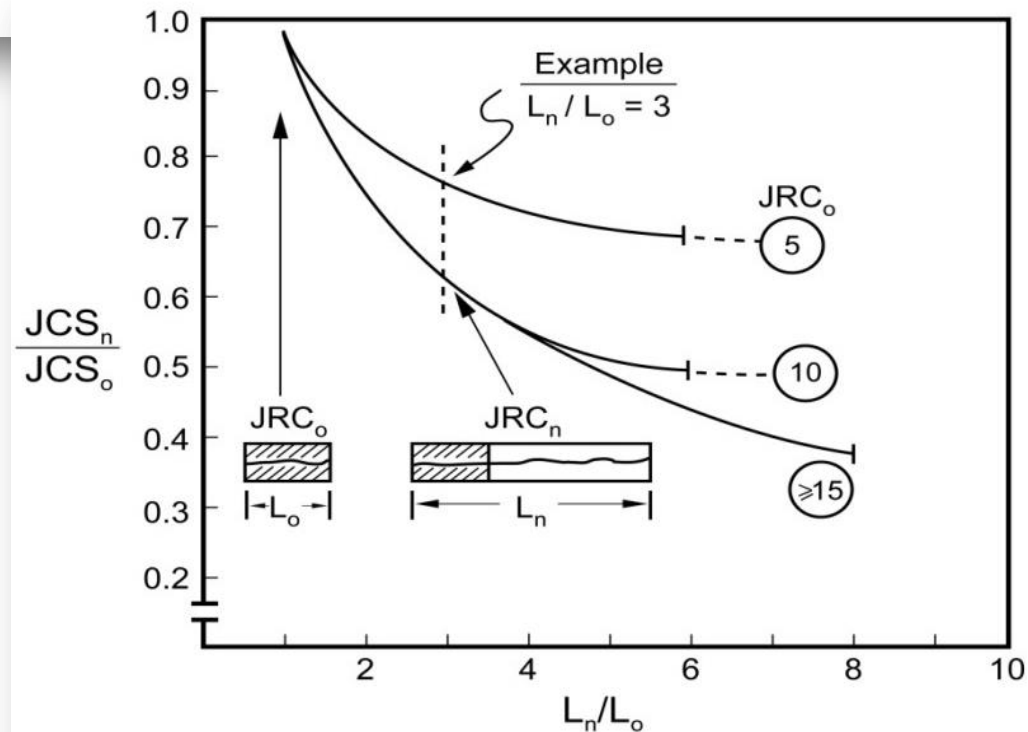 1.0
0.9
0.8
0.7
0.6
0.5
0.4
0.3
0.2
JCSₙ
JCSₒ
Example
Lₙ / Lₒ = 3
JRCₒ
5
10
⩾15
JRCₒ
JRCₙ
Lₒ
Lₙ
2
4
6
8
10
Lₙ/Lₒ